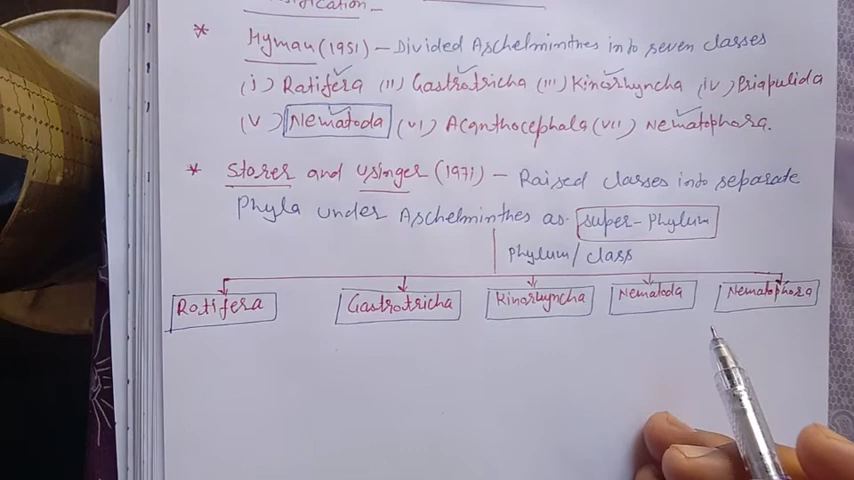 * Hyman (1951) - Divided Aschelminthes into seven classes
(i) Ratifera (ii) Gastrotricha (iii) Kinorhyncha (iv) Priapulida
(v) Nematoda (vi) Acanthocephala (vii) Nematophora.
* Storer and Usinger (1971) - Raised classes into separate
Phyla under Aschelminthes as super-Phylum
Phylum/class
Rotifera Gastrotricha Kinorhyncha Nematoda Nematophora